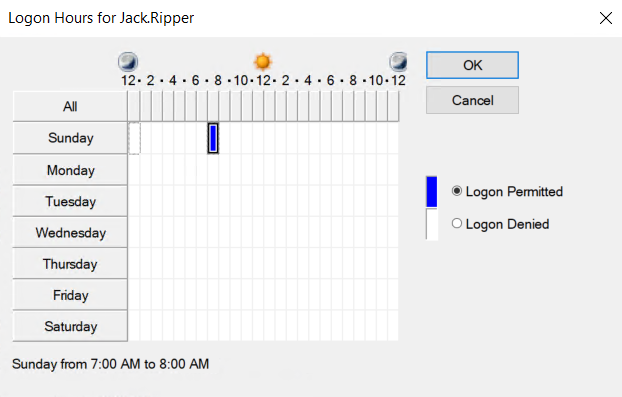 Logon Hours for Jack.Ripper
12 · 2 · 4 · 6 · 8 · 10 · 12 · 2 · 4 · 6 · 8 · 10 · 12
All
Sunday
Monday
Tuesday
Wednesday
Thursday
Friday
Saturday
OK
Cancel
Logon Permitted
Logon Denied
Sunday from 7:00 AM to 8:00 AM